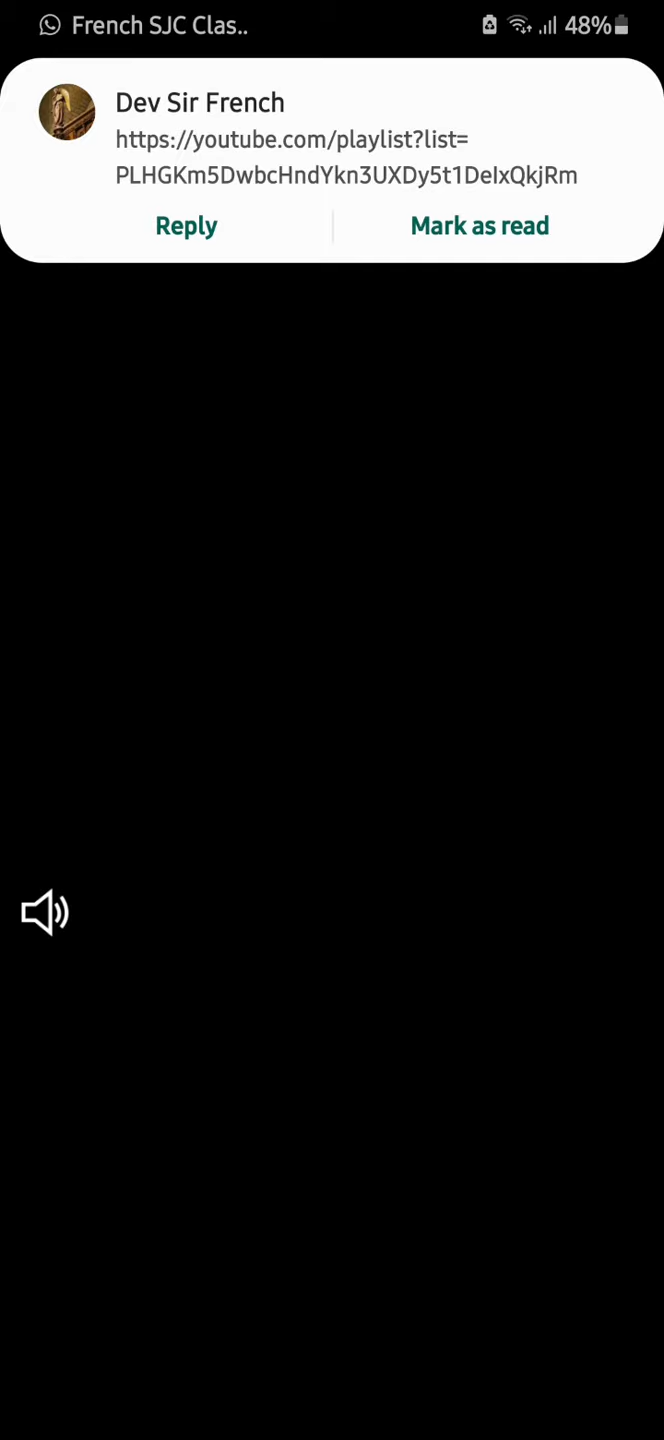 French SJC Clas.. 48%
Dev Sir French
https://youtube.com/playlist?list=
PLHGKm5DwbcHndYkn3UXDy5t1DeIxQkjRm
Reply Mark as read